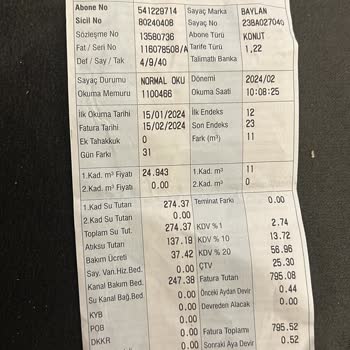 Abone No 541229714 Sayaç Marka BAYLAN
Sicil No 80240408 Sayaç No 23BA027040
Sözleşme No 13580736 Abone Türü KONUT
Fat / Seri No 116078508/A Tarife Türü 1,22
Def / Say / Tak 4/9/40 Talimatlı Banka
Sayaç Durumu NORMAL OKU Dönemi 2024/02
Okuma Memuru 1100466 Okuma Saati 10:08:25
İlk Okuma Tarihi 15/01/2024 İlk Endeks 12
Fatura Tarihi 15/02/2024 Son Endeks 23
Ek Tahakkuk 0 Fark (m³) 11
Gün Farkı 31
1.Kad. m³ Fiyatı 24.943 1.Kad. m³ 11
2.Kad. m³ Fiyatı 0.00 2.Kad. m³ 0
1.Kad Su Tutarı 274.37 Teminat Farkı 0.00
2.Kad Su Tutarı 0.00
Toplam Su Tut. 274.37 KDV %1 2.74
Atıksu Tutarı 137.19 KDV % 10 13.72
Bakım Ücreti 37.42 KDV % 20 56.96
Say. Van.Hiz.Bed. 0.00 ÇTV 25.30
Kanal Bakım Bed. 247.38 Fatura Tutarı 795.08
Su Kanal Bağ.Bed 0.00 Önceki Aydan Devir 0.44
KYB 0.00 Devreden Alacak 0.00
PQB 0.00
DKKR 0.00 Fatura Toplamı 795.52
0.00 Sonraki Aya Devir 0.52